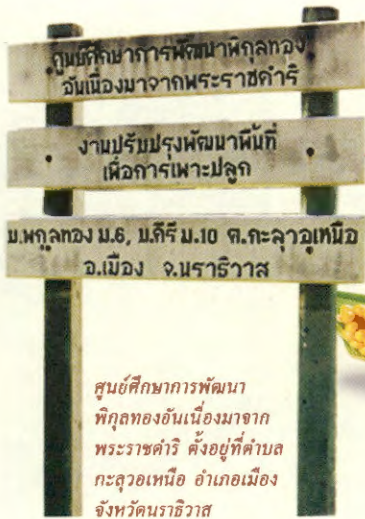 ศูนย์ศึกษาการพัฒนาพิกุลทอง
อันเนื่องมาจากพระราชดำริ
งานปรับปรุงพัฒนาพื้นที่
เพื่อการเพาะปลูก
บ.พิกุลทอง ม.6, บ.คีรี ม.10 ต.กะลุวอเหนือ
อ.เมือง จ.นราธิวาส
ศูนย์ศึกษาการพัฒนา
พิกุลทองอันเนื่องมาจาก
พระราชดำริ ตั้งอยู่ที่ตำบล
กะลุวอเหนือ อำเภอเมือง
จังหวัดนราธิวาส